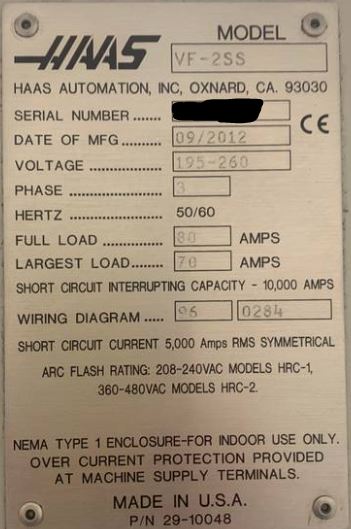 MODEL
HAAS VF-2SS
HAAS AUTOMATION, INC, OXNARD, CA. 93030
SERIAL NUMBER ........
DATE OF MFG....... 09/2012
VOLTAGE .............. 195-260
PHASE .................. 3
HERTZ ................. 50/60
FULL LOAD .......... 80 AMPS
LARGEST LOAD....... 70 AMPS
SHORT CIRCUIT INTERRUPTING CAPACITY - 10,000 AMPS
WIRING DIAGRAM ..... 96 0284
SHORT CIRCUIT CURRENT 5,000 Amps RMS SYMMETRICAL
ARC FLASH RATING: 208-240VAC MODELS HRC-1,
360-480VAC MODELS HRC-2.
NEMA TYPE 1 ENCLOSURE-FOR INDOOR USE ONLY.
OVER CURRENT PROTECTION PROVIDED
AT MACHINE SUPPLY TERMINALS.
MADE IN U.S.A.
P/N 29-10048
CE